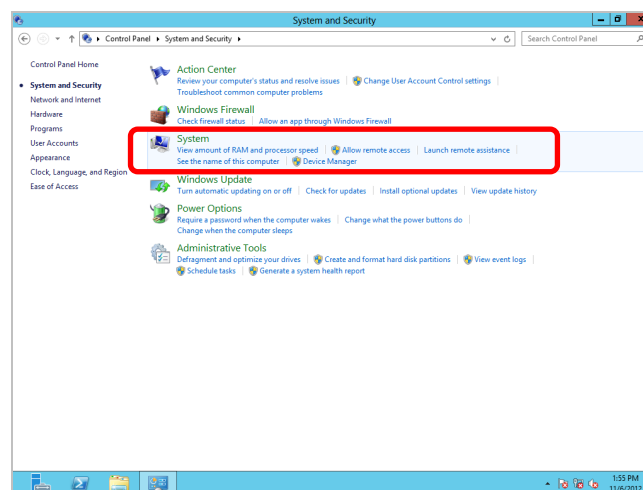 System and Security
Control Panel ▸ System and Security ▸
Search Control Panel
Control Panel Home
System and Security
Network and Internet
Hardware
Programs
User Accounts
Appearance
Clock, Language, and Region
Ease of Access
Action Center
Review your computer's status and resolve issues | Change User Account Control settings |
Troubleshoot common computer problems
Windows Firewall
Check firewall status | Allow an app through Windows Firewall
System
View amount of RAM and processor speed | Allow remote access | Launch remote assistance |
See the name of this computer | Device Manager
Windows Update
Turn automatic updating on or off | Check for updates | Install optional updates | View update history
Power Options
Require a password when the computer wakes | Change what the power buttons do |
Change when the computer sleeps
Administrative Tools
Defragment and optimize your drives | Create and format hard disk partitions | View event logs |
Schedule tasks | Generate a system health report
1:55 PM